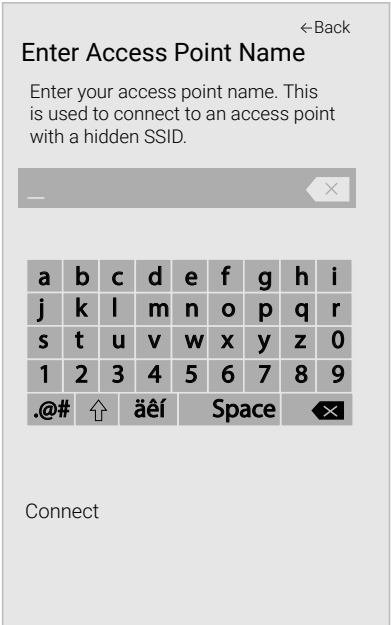 ←Back
Enter Access Point Name
Enter your access point name. This
is used to connect to an access point
with a hidden SSID.
_
a b c d e f g h i
j k l m n o p q r
s t u v w x y z 0
1 2 3 4 5 6 7 8 9
.@# äêí Space
Connect